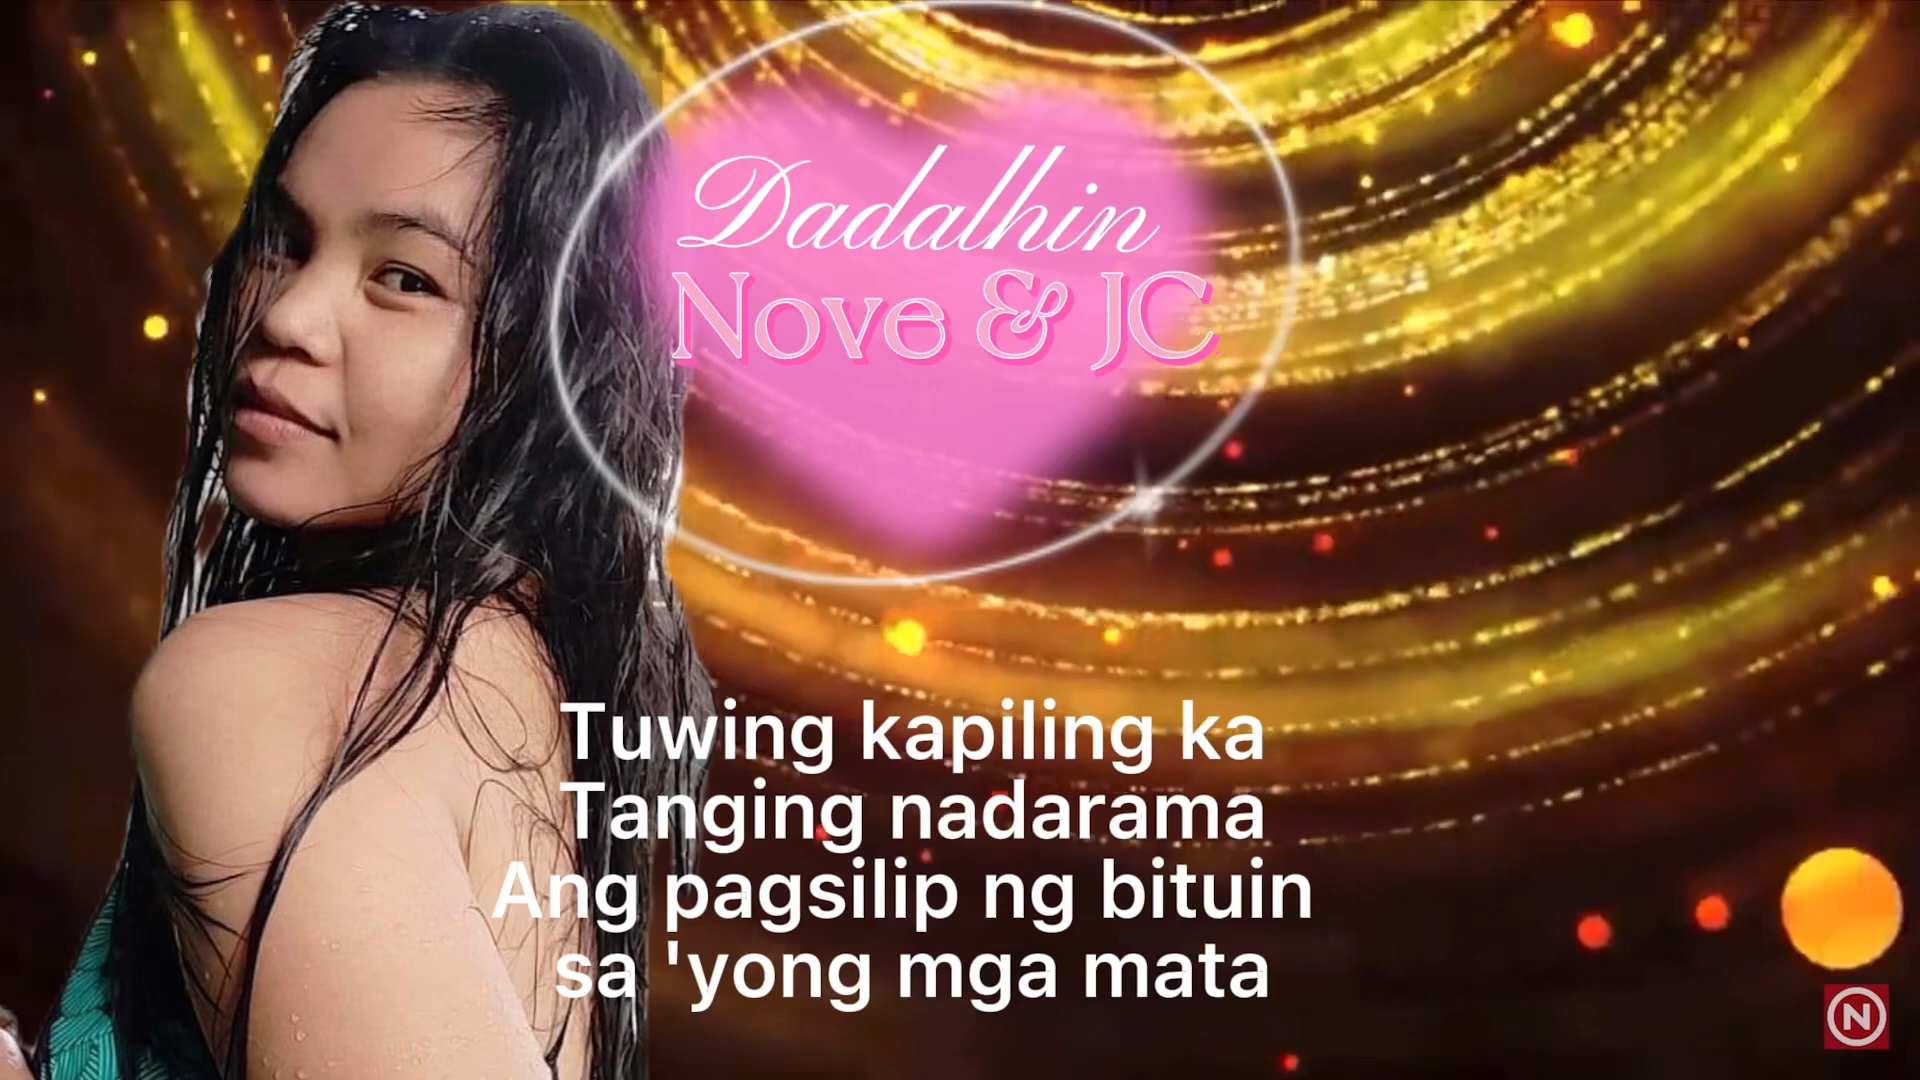 Dadalhin
Nove & JC
Tuwing kapiling ka
Tanging nadarama
Ang pagsilip ng bituin
sa 'yong mga mata
N